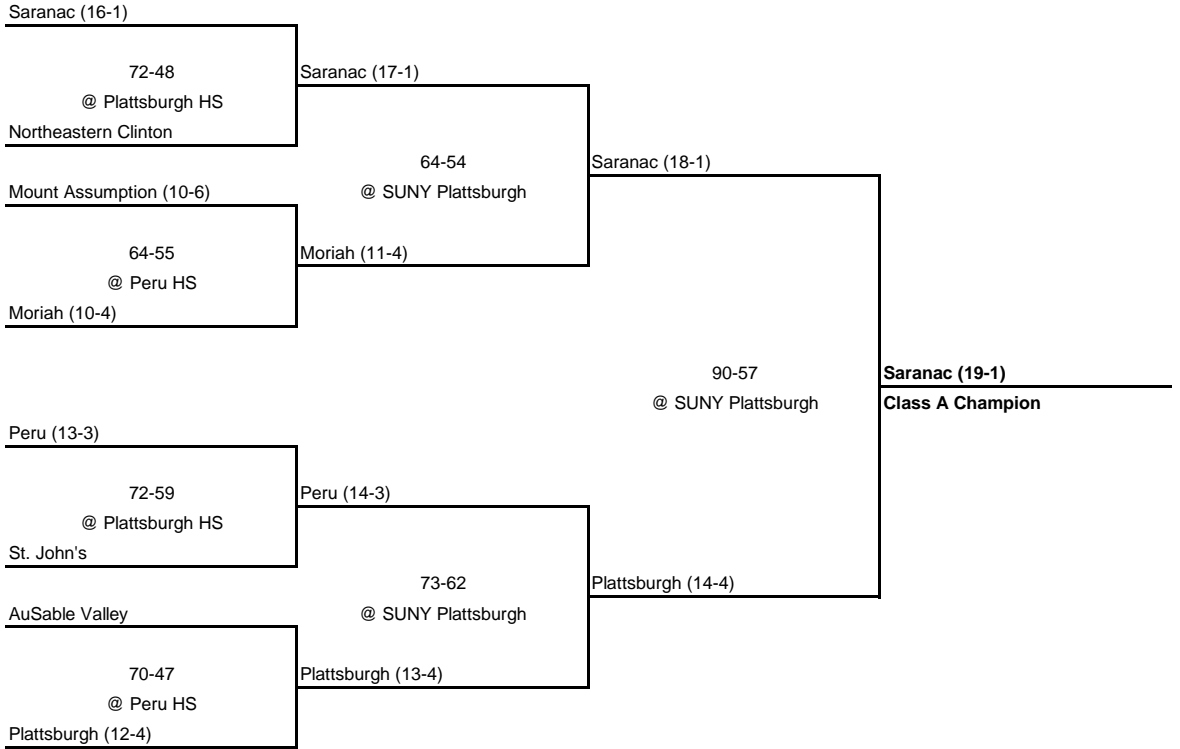 Saranac (16-1)
72-48
@ Plattsburgh HS
Northeastern Clinton
Saranac (17-1)
64-54
@ SUNY Plattsburgh
Mount Assumption (10-6)
64-55
@ Peru HS
Moriah (10-4)
Moriah (11-4)
Saranac (18-1)
90-57
@ SUNY Plattsburgh
Saranac (19-1)
Class A Champion
Peru (13-3)
72-59
@ Plattsburgh HS
St. John's
Peru (14-3)
73-62
@ SUNY Plattsburgh
Plattsburgh (14-4)
AuSable Valley
70-47
@ Peru HS
Plattsburgh (12-4)
Plattsburgh (13-4)